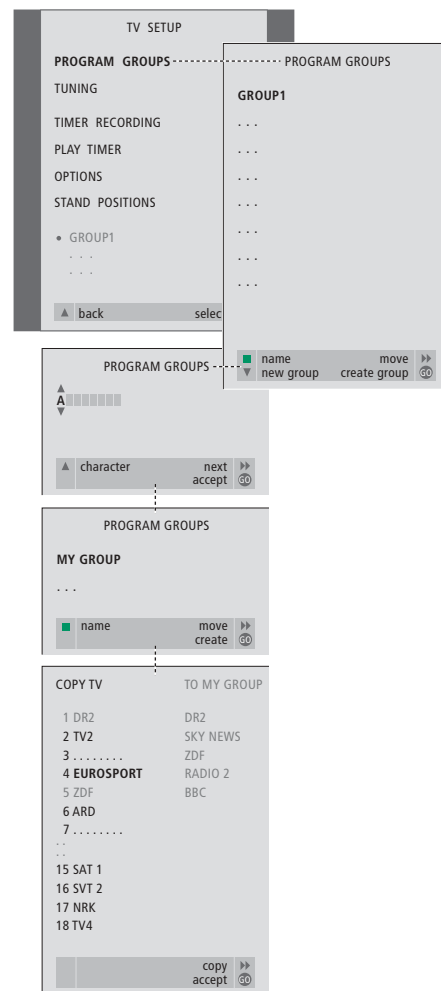 TV SETUP
PROGRAM GROUPS
TUNING
TIMER RECORDING
PLAY TIMER
OPTIONS
STAND POSITIONS
• GROUP1
. . .
. . .
back selec
PROGRAM GROUPS
GROUP1
. . .
. . .
. . .
. . .
. . .
. . .
. . .
name move
new group create group GO
PROGRAM GROUPS
A
character next
accept GO
PROGRAM GROUPS
MY GROUP
. . .
name move
create GO
COPY TV TO MY GROUP
1 DR2 DR2
2 TV2 SKY NEWS
3 . . . . . . . . ZDF
4 EUROSPORT RADIO 2
5 ZDF BBC
6 ARD
7 . . . . . . . .
: :
15 SAT 1
16 SVT 2
17 NRK
18 TV4
copy
accept GO